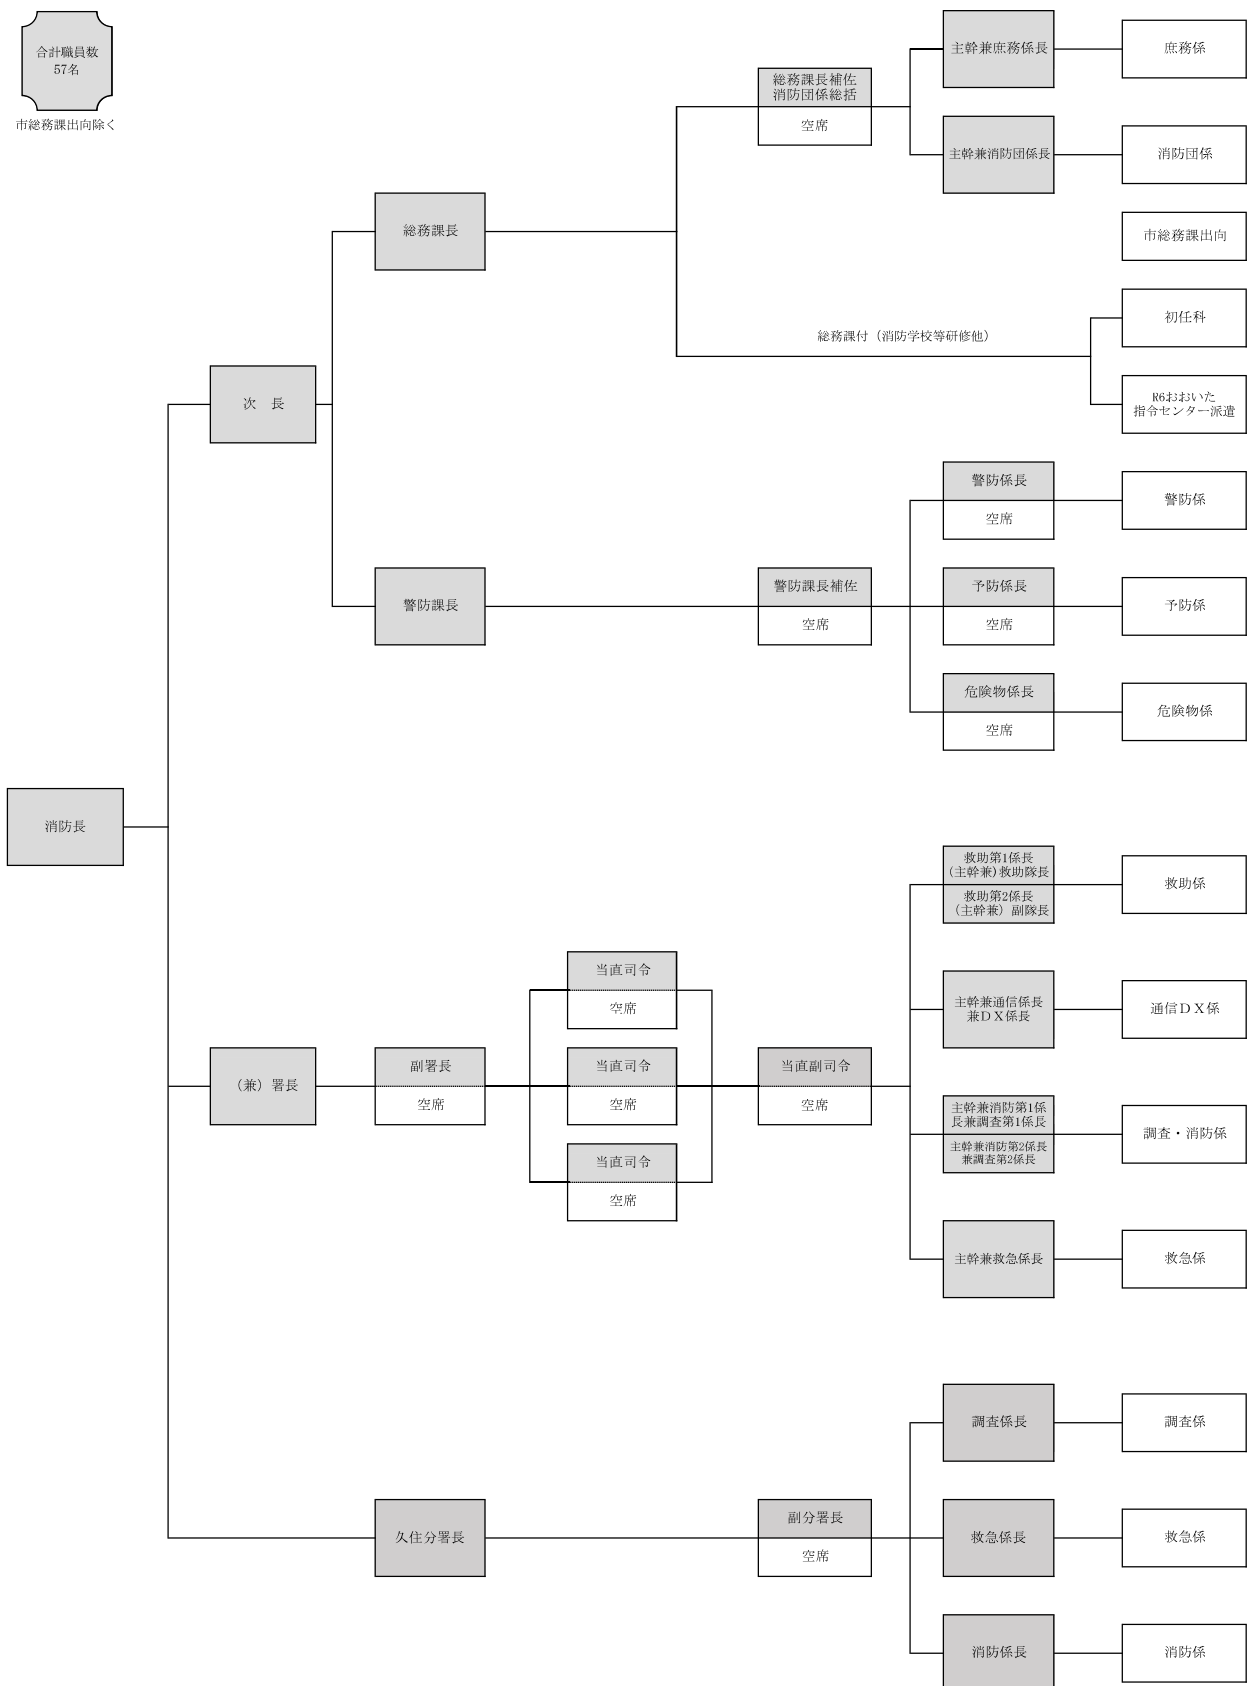 合計職員数
57名
市総務課出向除く
主幹兼庶務係長
庶務係
総務課長補佐
消防団係総括
空席
主幹兼消防団係長
消防団係
総務課長
市総務課出向
総務課付（消防学校等研修他）
初任科
R6おおいた
指令センター派遣
次　長
警防係長
空席
警防係
警防課長
警防課長補佐
空席
予防係長
空席
予防係
危険物係長
空席
危険物係
消防長
救助第1係長
(主幹兼)救助隊長
救助第2係長
（主幹兼）副隊長
救助係
当直司令
空席
主幹兼通信係長
兼ＤＸ係長
通信ＤＸ係
（兼）署長
副署長
空席
当直司令
空席
当直副司令
空席
主幹兼消防第1係
長兼調査第1係長
主幹兼消防第2係長
兼調査第2係長
調査・消防係
当直司令
空席
主幹兼救急係長
救急係
調査係長
調査係
久住分署長
副分署長
空席
救急係長
救急係
消防係長
消防係